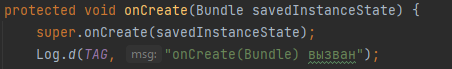 protected void onCreate(Bundle savedInstanceState) {
super.onCreate(savedInstanceState);
Log.d(TAG, msg: "onCreate(Bundle) вызван");